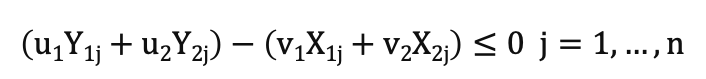 (u₁Y₁ⱼ + u₂Y₂ⱼ) − (v₁X₁ⱼ + v₂X₂ⱼ) ≤ 0 j = 1, ..., n